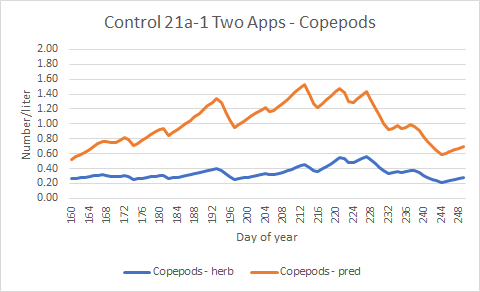 Control 21a-1 Two Apps - Copepods
Number/liter
2.00
1.80
1.60
1.40
1.20
1.00
0.80
0.60
0.40
0.20
0.00
160 164 168 172 176 180 184 188 192 196 200 204 208 212 216 220 224 228 232 236 240 244 248
Day of year
Copepods - herb Copepods - pred